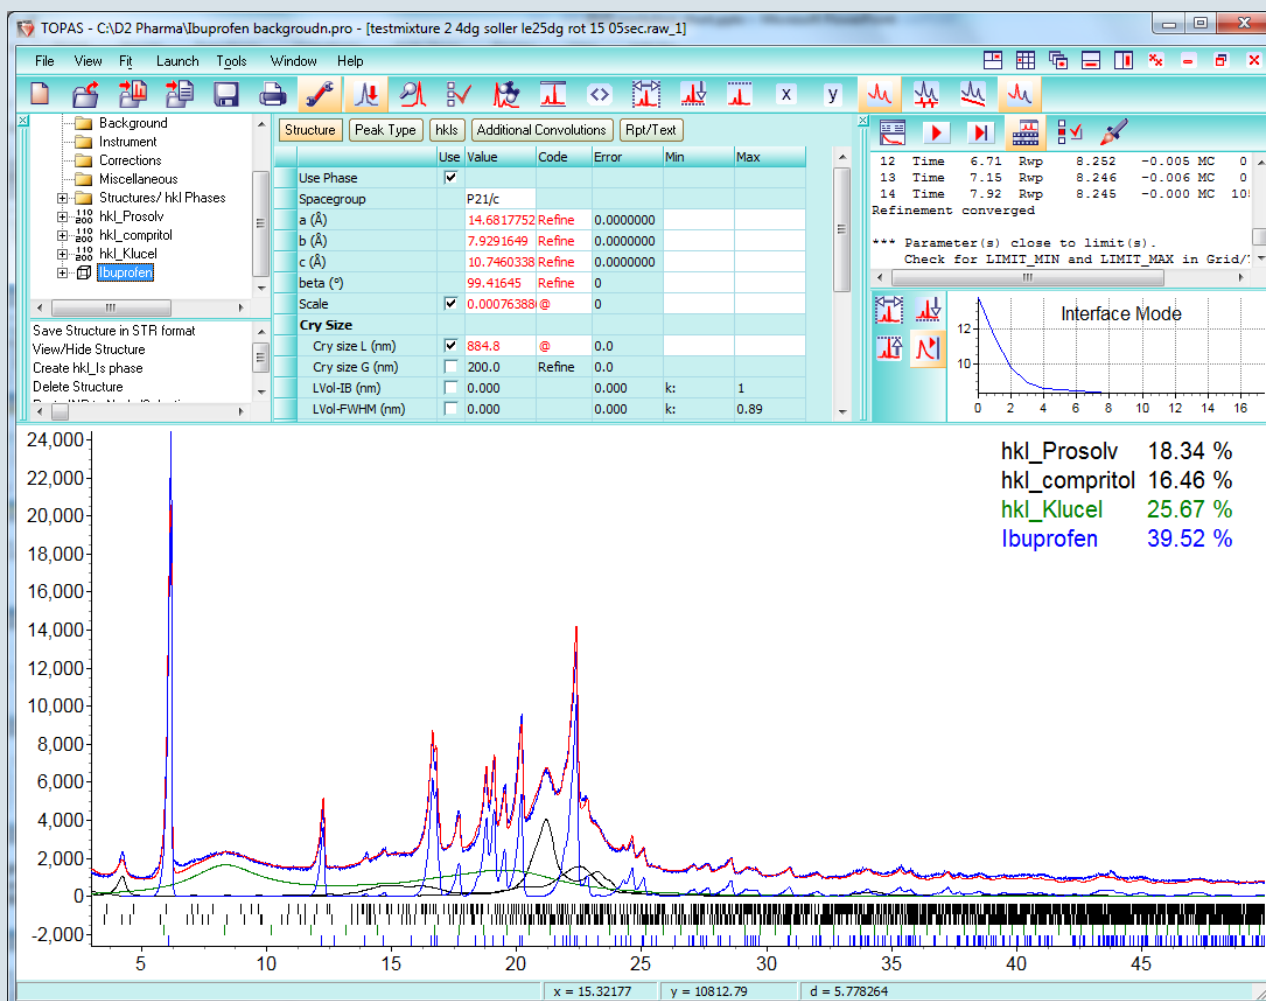 TOPAS - C:\D2 Pharma\Ibuprofen backgroudn.pro - [testmixture 2 4dg soller le25dg rot 15 05sec.raw_1]
File View Fit Launch Tools Window Help
x y
Background
Instrument
Corrections
Miscellaneous
Structures/ hkl Phases
110 200 hkl_Prosolv
110 200 hkl_compritol
110 200 hkl_Klucel
Ibuprofen
Save Structure in STR format
View/Hide Structure
Create hkl_Is phase
Delete Structure
Structure Peak Type hkls Additional Convolutions Rpt/Text
Use Value Code Error Min Max
Use Phase
Spacegroup P21/c
a (Å) 14.6817752 Refine 0.0000000
b (Å) 7.9291649 Refine 0.0000000
c (Å) 10.7460338 Refine 0.0000000
beta (º) 99.41645 Refine 0
Scale 0.00076388 @ 0
Cry Size
Cry size L (nm) 884.8 @ 0.0
Cry size G (nm) 200.0 Refine 0.0
LVol-IB (nm) 0.000 0.000 k: 1
LVol-FWHM (nm) 0.000 0.000 k: 0.89
12 Time 6.71 Rwp 8.252 -0.005 MC 0
13 Time 7.15 Rwp 8.246 -0.006 MC 0
14 Time 7.92 Rwp 8.245 -0.000 MC
Refinement converged
*** Parameter(s) close to limit(s).
Check for LIMIT_MIN and LIMIT_MAX in Grid/
Interface Mode
12
10
0 2 4 6 8 10 12 14 16
hkl_Prosolv 18.34 %
hkl_compritol 16.46 %
hkl_Klucel 25.67 %
Ibuprofen 39.52 %
24,000
22,000
20,000
18,000
16,000
14,000
12,000
10,000
8,000
6,000
4,000
2,000
0
-2,000
5 10 15 20 25 30 35 40 45
x = 15.32177 y = 10812.79 d = 5.778264